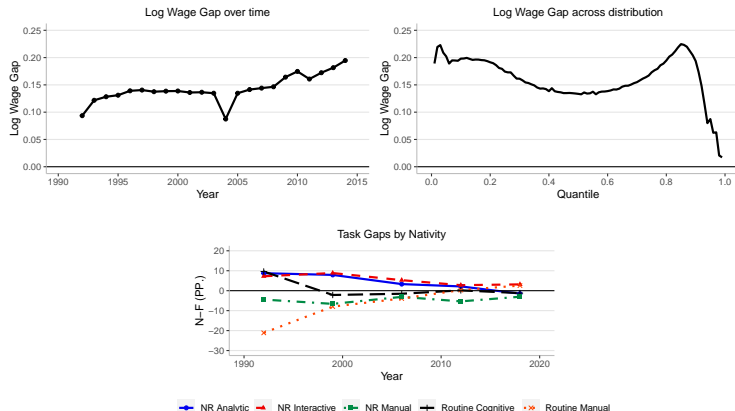 Log Wage Gap over time
0.25
0.20
0.15
0.10
0.05
0.00
Log Wage Gap
1990
1995
2000
2005
2010
2015
Year
Log Wage Gap across distribution
0.25
0.20
0.15
0.10
0.05
0.00
Log Wage Gap
0.0
0.2
0.4
0.6
0.8
1.0
Quantile
Task Gaps by Nativity
20
10
0
−10
−20
−30
N−F (PP.)
1990
2000
2010
2020
Year
NR Analytic
NR Interactive
NR Manual
Routine Cognitive
Routine Manual